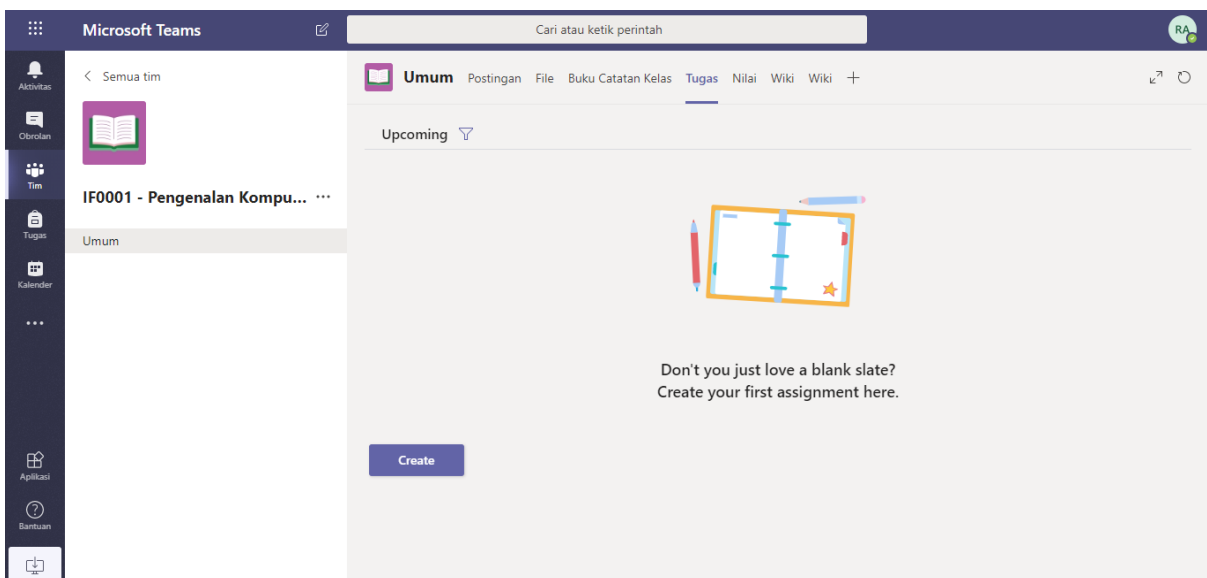 Microsoft Teams
Cari atau ketik perintah
RA
Aktivitas
Obrolan
Tim
Tugas
Kalender
Aplikasi
Bantuan
Semua tim
IF0001 - Pengenalan Kompu...
Umum
Umum Postingan File Buku Catatan Kelas Tugas Nilai Wiki Wiki
Upcoming
Don't you just love a blank slate?
Create your first assignment here.
Create